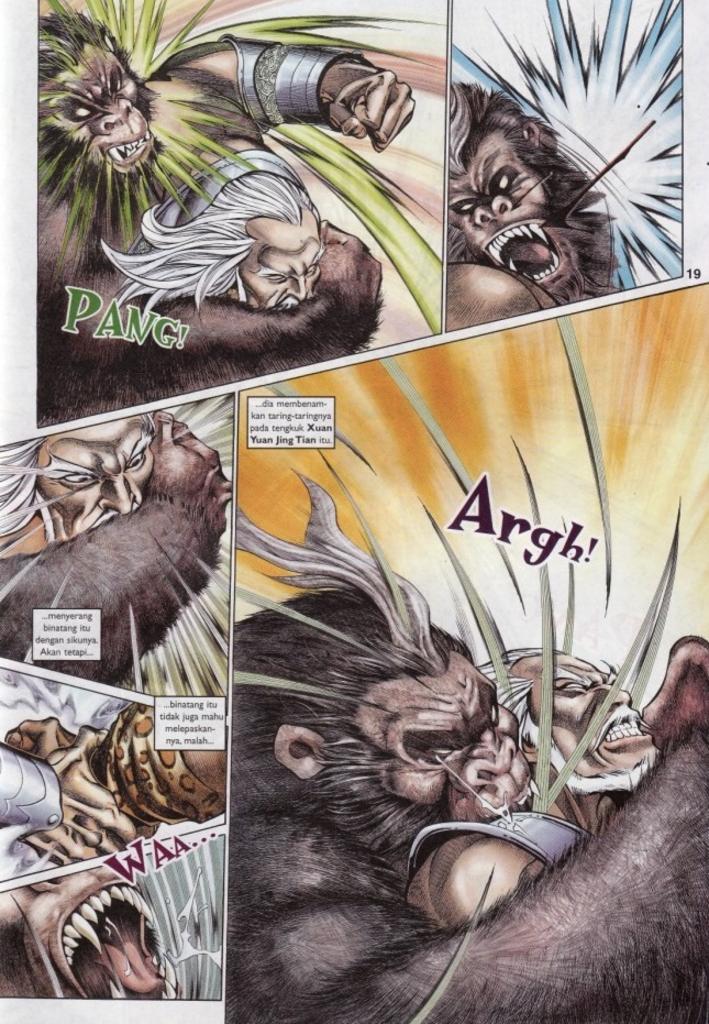 PANG!
19
...menyerang
binatang itu
dengan sikunya.
Akan tetapi...
...binatang itu
tidak juga mahu
melepaskan-
nya, malah...
WAA...
...dia membenam-
kan taring-taringnya
pada tengkuk Xuan
Yuan Jing Tian itu.
Argh!